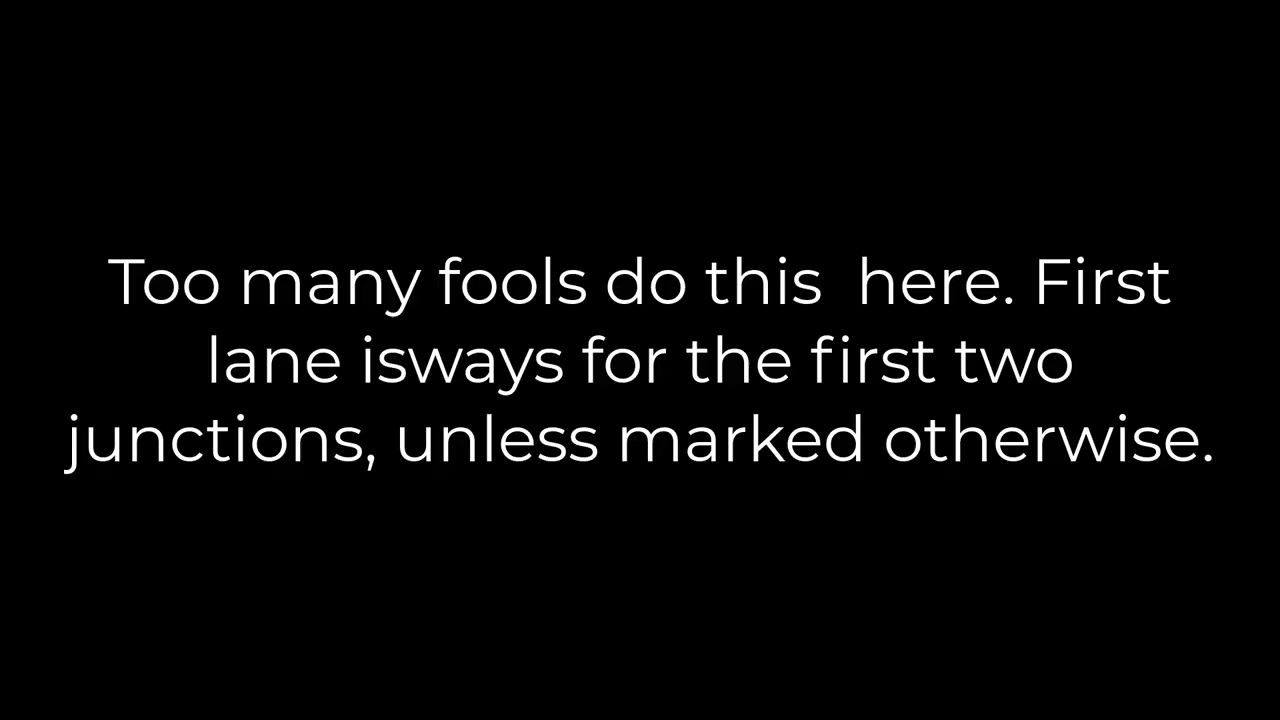 Too many fools do this  here. First
lane isways for the first two
junctions, unless marked otherwise.